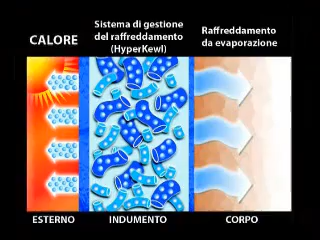 CALORE
Sistema di gestione
del raffreddamento
(HyperKewl)
Raffreddamento
da evaporazione
ESTERNO
INDUMENTO
CORPO